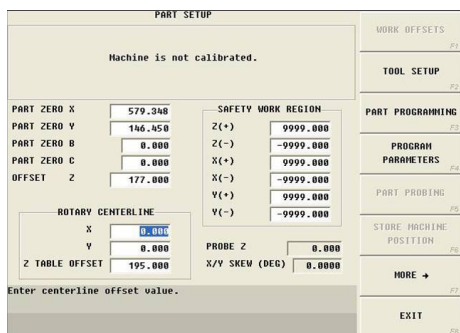 PART SETUP
Machine is not calibrated.
PART ZERO X 579.348
PART ZERO Y 146.450
PART ZERO B 0.000
PART ZERO C 0.000
OFFSET Z 177.000
SAFETY WORK REGION
Z(+) 9999.000
Z(-) -9999.000
X(+) 9999.000
X(-) -9999.000
Y(+) 9999.000
Y(-) -9999.000
ROTARY CENTERLINE
X 0.000
Y 0.000
Z TABLE OFFSET 195.000
PROBE Z 0.000
X/Y SKEW (DEG) 0.0000
Enter centerline offset value.
WORK OFFSETS
F1
TOOL SETUP
F2
PART PROGRAMMING
F3
PROGRAM
PARAMETERS
F4
PART PROBING
F5
STORE MACHINE
POSITION
F6
MORE →
F7
EXIT
F8